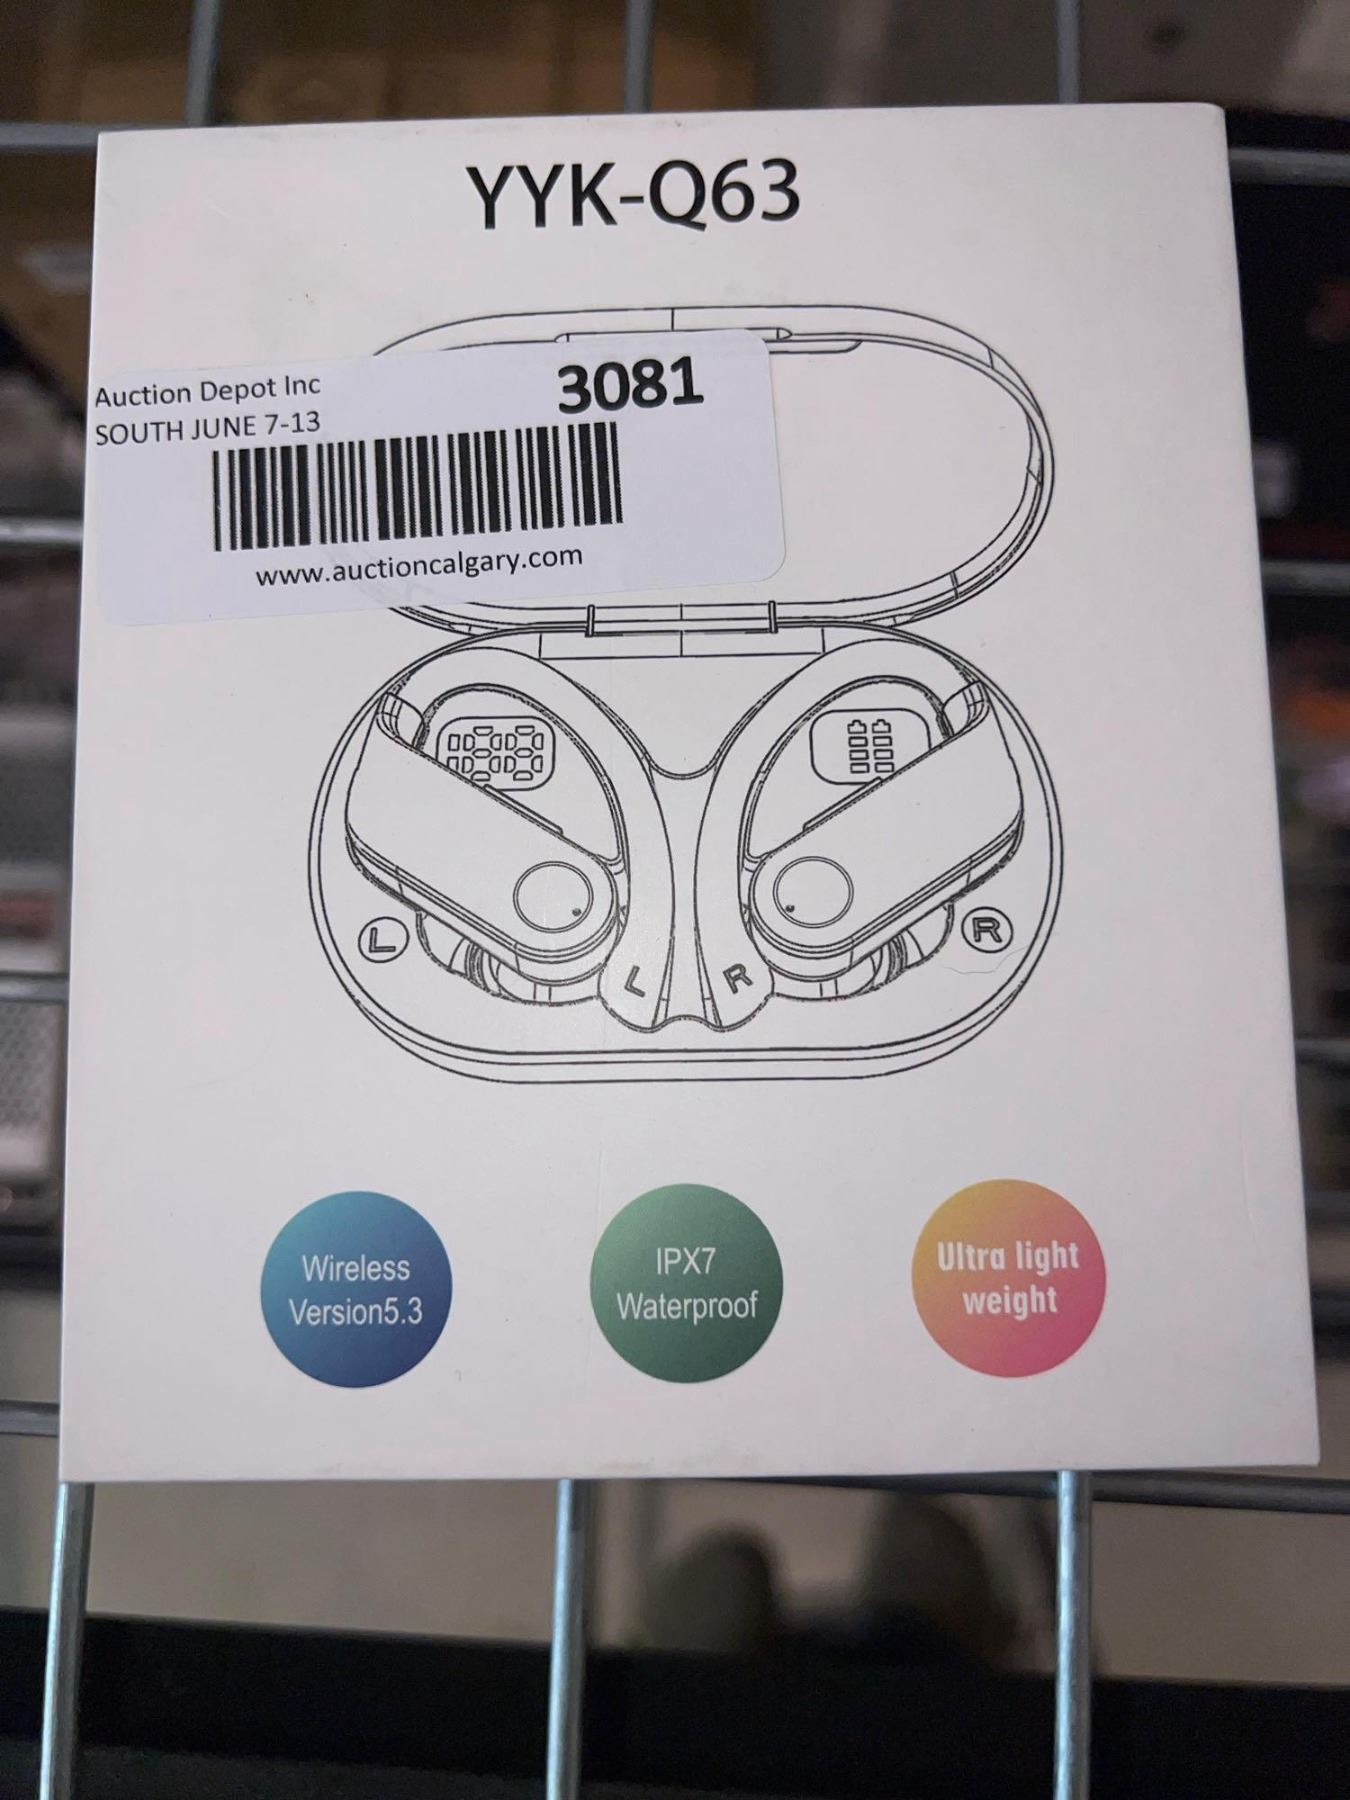 YYK-Q63
Auction Depot Inc
3081
SOUTH JUNE 7-13
www.auctioncalgary.com
L
R
L
R
Wireless
Version5.3
IPX7
Waterproof
Ultra light
weight